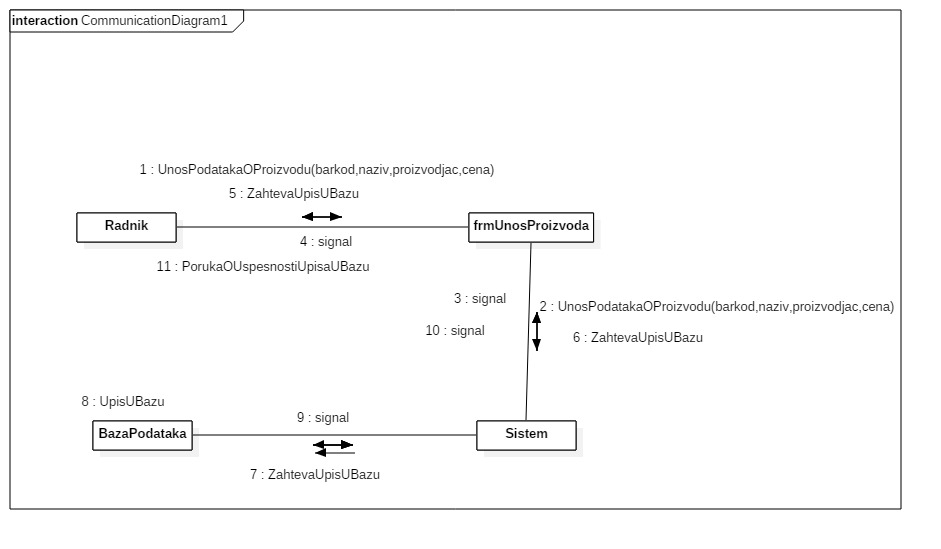 interaction CommunicationDiagram1
1 : UnosPodatakaOProizvodu(barkod,naziv,proizvodjac,cena)
5 : ZahtevaUpisUBazu
Radnik
frmUnosProizvoda
4 : signal
11 : PorukaOUspesnostiUpisaUBazu
3 : signal
2 : UnosPodatakaOProizvodu(barkod,naziv,proizvodjac,cena)
10 : signal
6 : ZahtevaUpisUBazu
8 : UpisUBazu
9 : signal
BazaPodataka
Sistem
7 : ZahtevaUpisUBazu